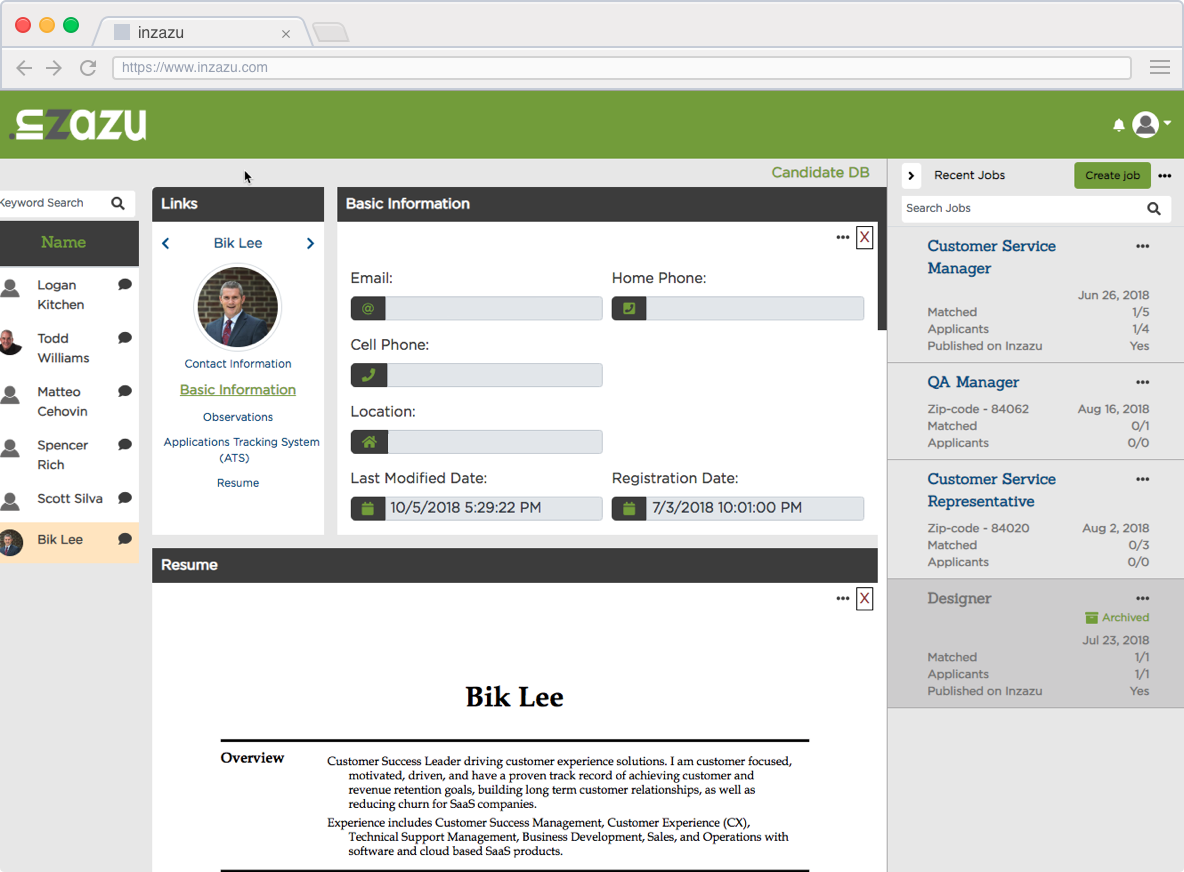 inzazu
https://www.inzazu.com
inzazu
Candidate DB
Keyword Search
Name
Logan
Kitchen
Todd
Williams
Matteo
Cehovin
Spencer
Rich
Scott Silva
Bik Lee
Links
Bik Lee
Contact Information
Basic Information
Observations
Applications Tracking System
(ATS)
Resume
Basic Information
X
Email:
Home Phone:
@
Cell Phone:
Location:
Last Modified Date:
Registration Date:
10/5/2018 5:29:22 PM
7/3/2018 10:01:00 PM
Resume
X
Bik Lee
Overview
Customer Success Leader driving customer experience solutions. I am customer focused,
motivated, driven, and have a proven track record of achieving customer and
revenue retention goals, building long term customer relationships, as well as
reducing churn for SaaS companies.
Experience includes Customer Success Management, Customer Experience (CX),
Technical Support Management, Business Development, Sales, and Operations with
software and cloud based SaaS products.
Recent Jobs
Create job
Search Jobs
Customer Service
Manager
Jun 26, 2018
Matched 1/5
Applicants 1/4
Published on Inzazu Yes
QA Manager
Zip-code - 84062 Aug 16, 2018
Matched 0/1
Applicants 0/0
Customer Service
Representative
Zip-code - 84020 Aug 2, 2018
Matched 0/3
Applicants 0/0
Designer
Archived
Jul 23, 2018
Matched 1/1
Applicants 1/1
Published on Inzazu Yes